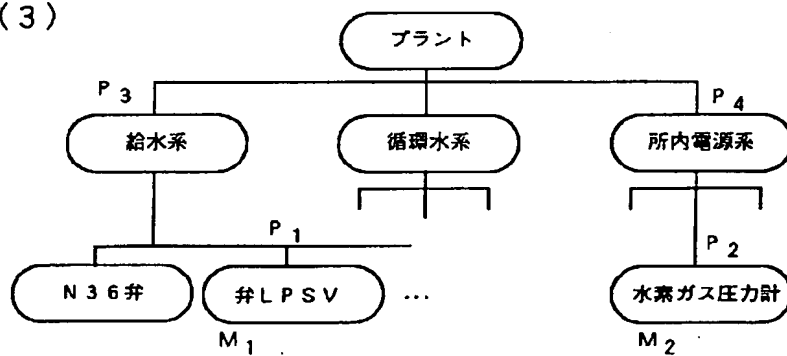 (3)
プラント
P3 P4
給水系 循環水系 所内電源系
P1 P2
N36弁 弁LPSV … 水素ガス圧力計
M1 M2